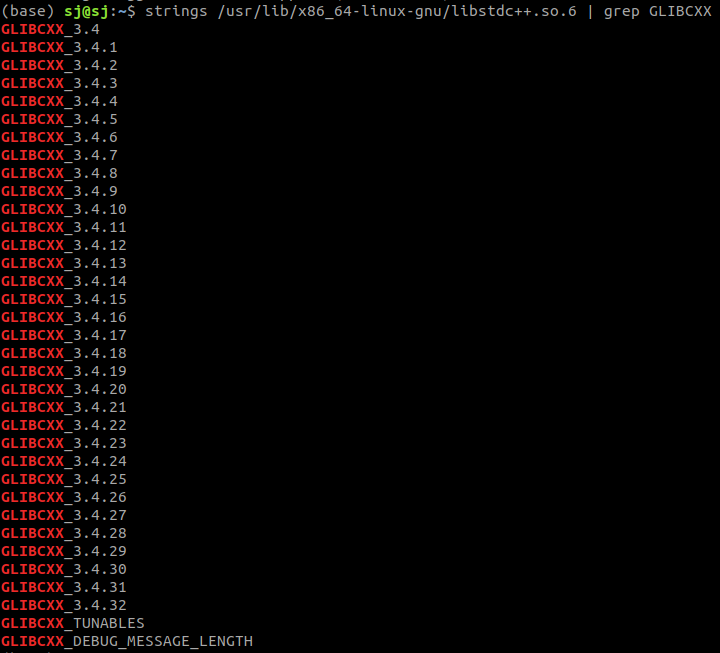 (base) sj@sj:~$ strings /usr/lib/x86_64-linux-gnu/libstdc++.so.6 | grep GLIBCXX
GLIBCXX_3.4
GLIBCXX_3.4.1
GLIBCXX_3.4.2
GLIBCXX_3.4.3
GLIBCXX_3.4.4
GLIBCXX_3.4.5
GLIBCXX_3.4.6
GLIBCXX_3.4.7
GLIBCXX_3.4.8
GLIBCXX_3.4.9
GLIBCXX_3.4.10
GLIBCXX_3.4.11
GLIBCXX_3.4.12
GLIBCXX_3.4.13
GLIBCXX_3.4.14
GLIBCXX_3.4.15
GLIBCXX_3.4.16
GLIBCXX_3.4.17
GLIBCXX_3.4.18
GLIBCXX_3.4.19
GLIBCXX_3.4.20
GLIBCXX_3.4.21
GLIBCXX_3.4.22
GLIBCXX_3.4.23
GLIBCXX_3.4.24
GLIBCXX_3.4.25
GLIBCXX_3.4.26
GLIBCXX_3.4.27
GLIBCXX_3.4.28
GLIBCXX_3.4.29
GLIBCXX_3.4.30
GLIBCXX_3.4.31
GLIBCXX_3.4.32
GLIBCXX_TUNABLES
GLIBCXX_DEBUG_MESSAGE_LENGTH